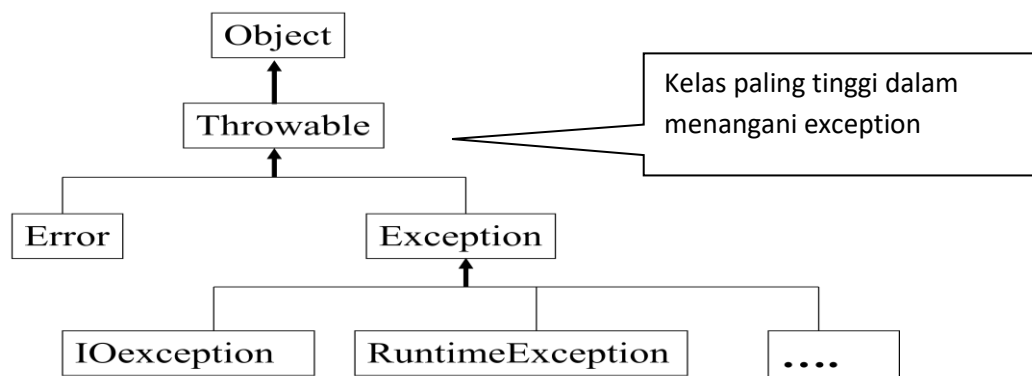 Object
Kelas paling tinggi dalam
menangani exception
Throwable
Error
Exception
IOexception
RuntimeException
....